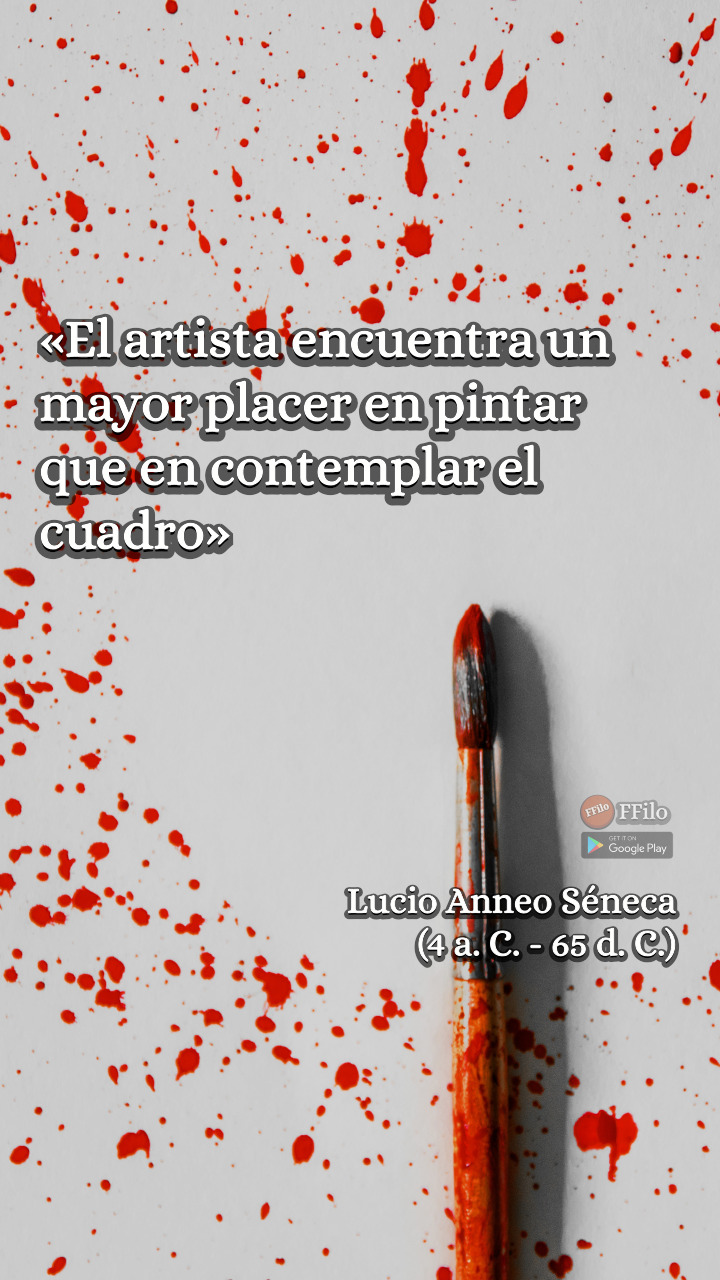 «El artista encuentra un
mayor placer en pintar
que en contemplar el
cuadro»
FFilo FFilo
GET IT ON
Google Play
Lucio Anneo Séneca
(4 a. C. - 65 d. C.)